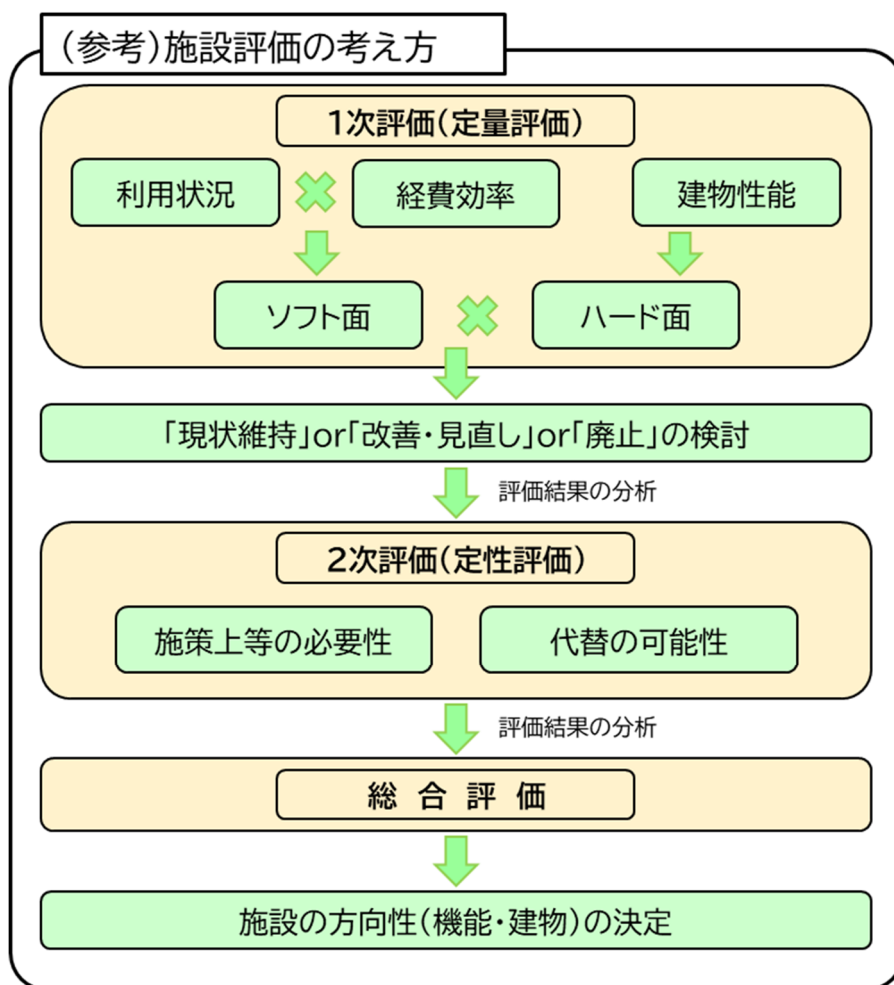 (参考)施設評価の考え方
1次評価(定量評価)
利用状況
経費効率
建物性能
ソフト面
ハード面
「現状維持」or「改善・見直し」or「廃止」の検討
評価結果の分析
2次評価(定性評価)
施策上等の必要性
代替の可能性
評価結果の分析
総 合 評 価
施設の方向性(機能・建物)の決定